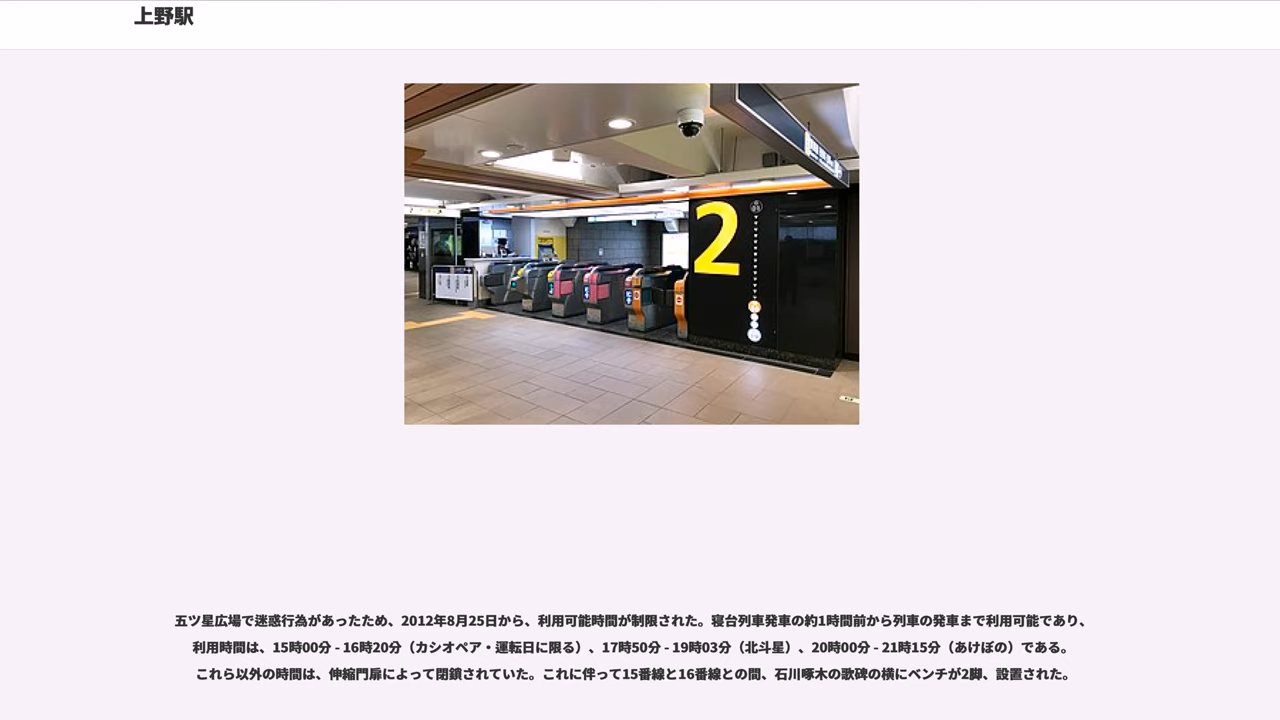 上野駅
2
五ツ星広場で迷惑行為があったため、2012年8月25日から、利用可能時間が制限された。寝台列車発車の約1時間前から列車の発車まで利用可能であり、
利用時間は、15時00分 - 16時20分（カシオペア・運転日に限る）、17時50分 - 19時03分（北斗星）、20時00分 - 21時15分（あけぼの）である。
これら以外の時間は、伸縮門扉によって閉鎖されていた。これに伴って15番線と16番線との間、石川啄木の歌碑の横にベンチが2脚、設置された。